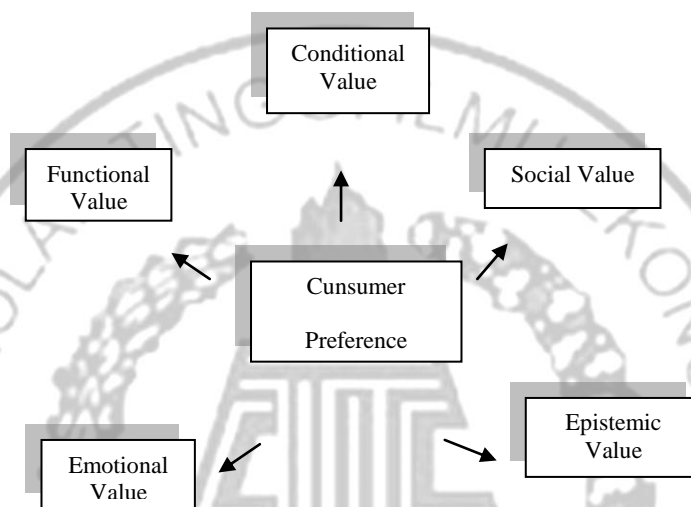 Conditional
Value
Functional
Value
Social Value
Cunsumer
Preference
Epistemic
Value
Emotional
Value